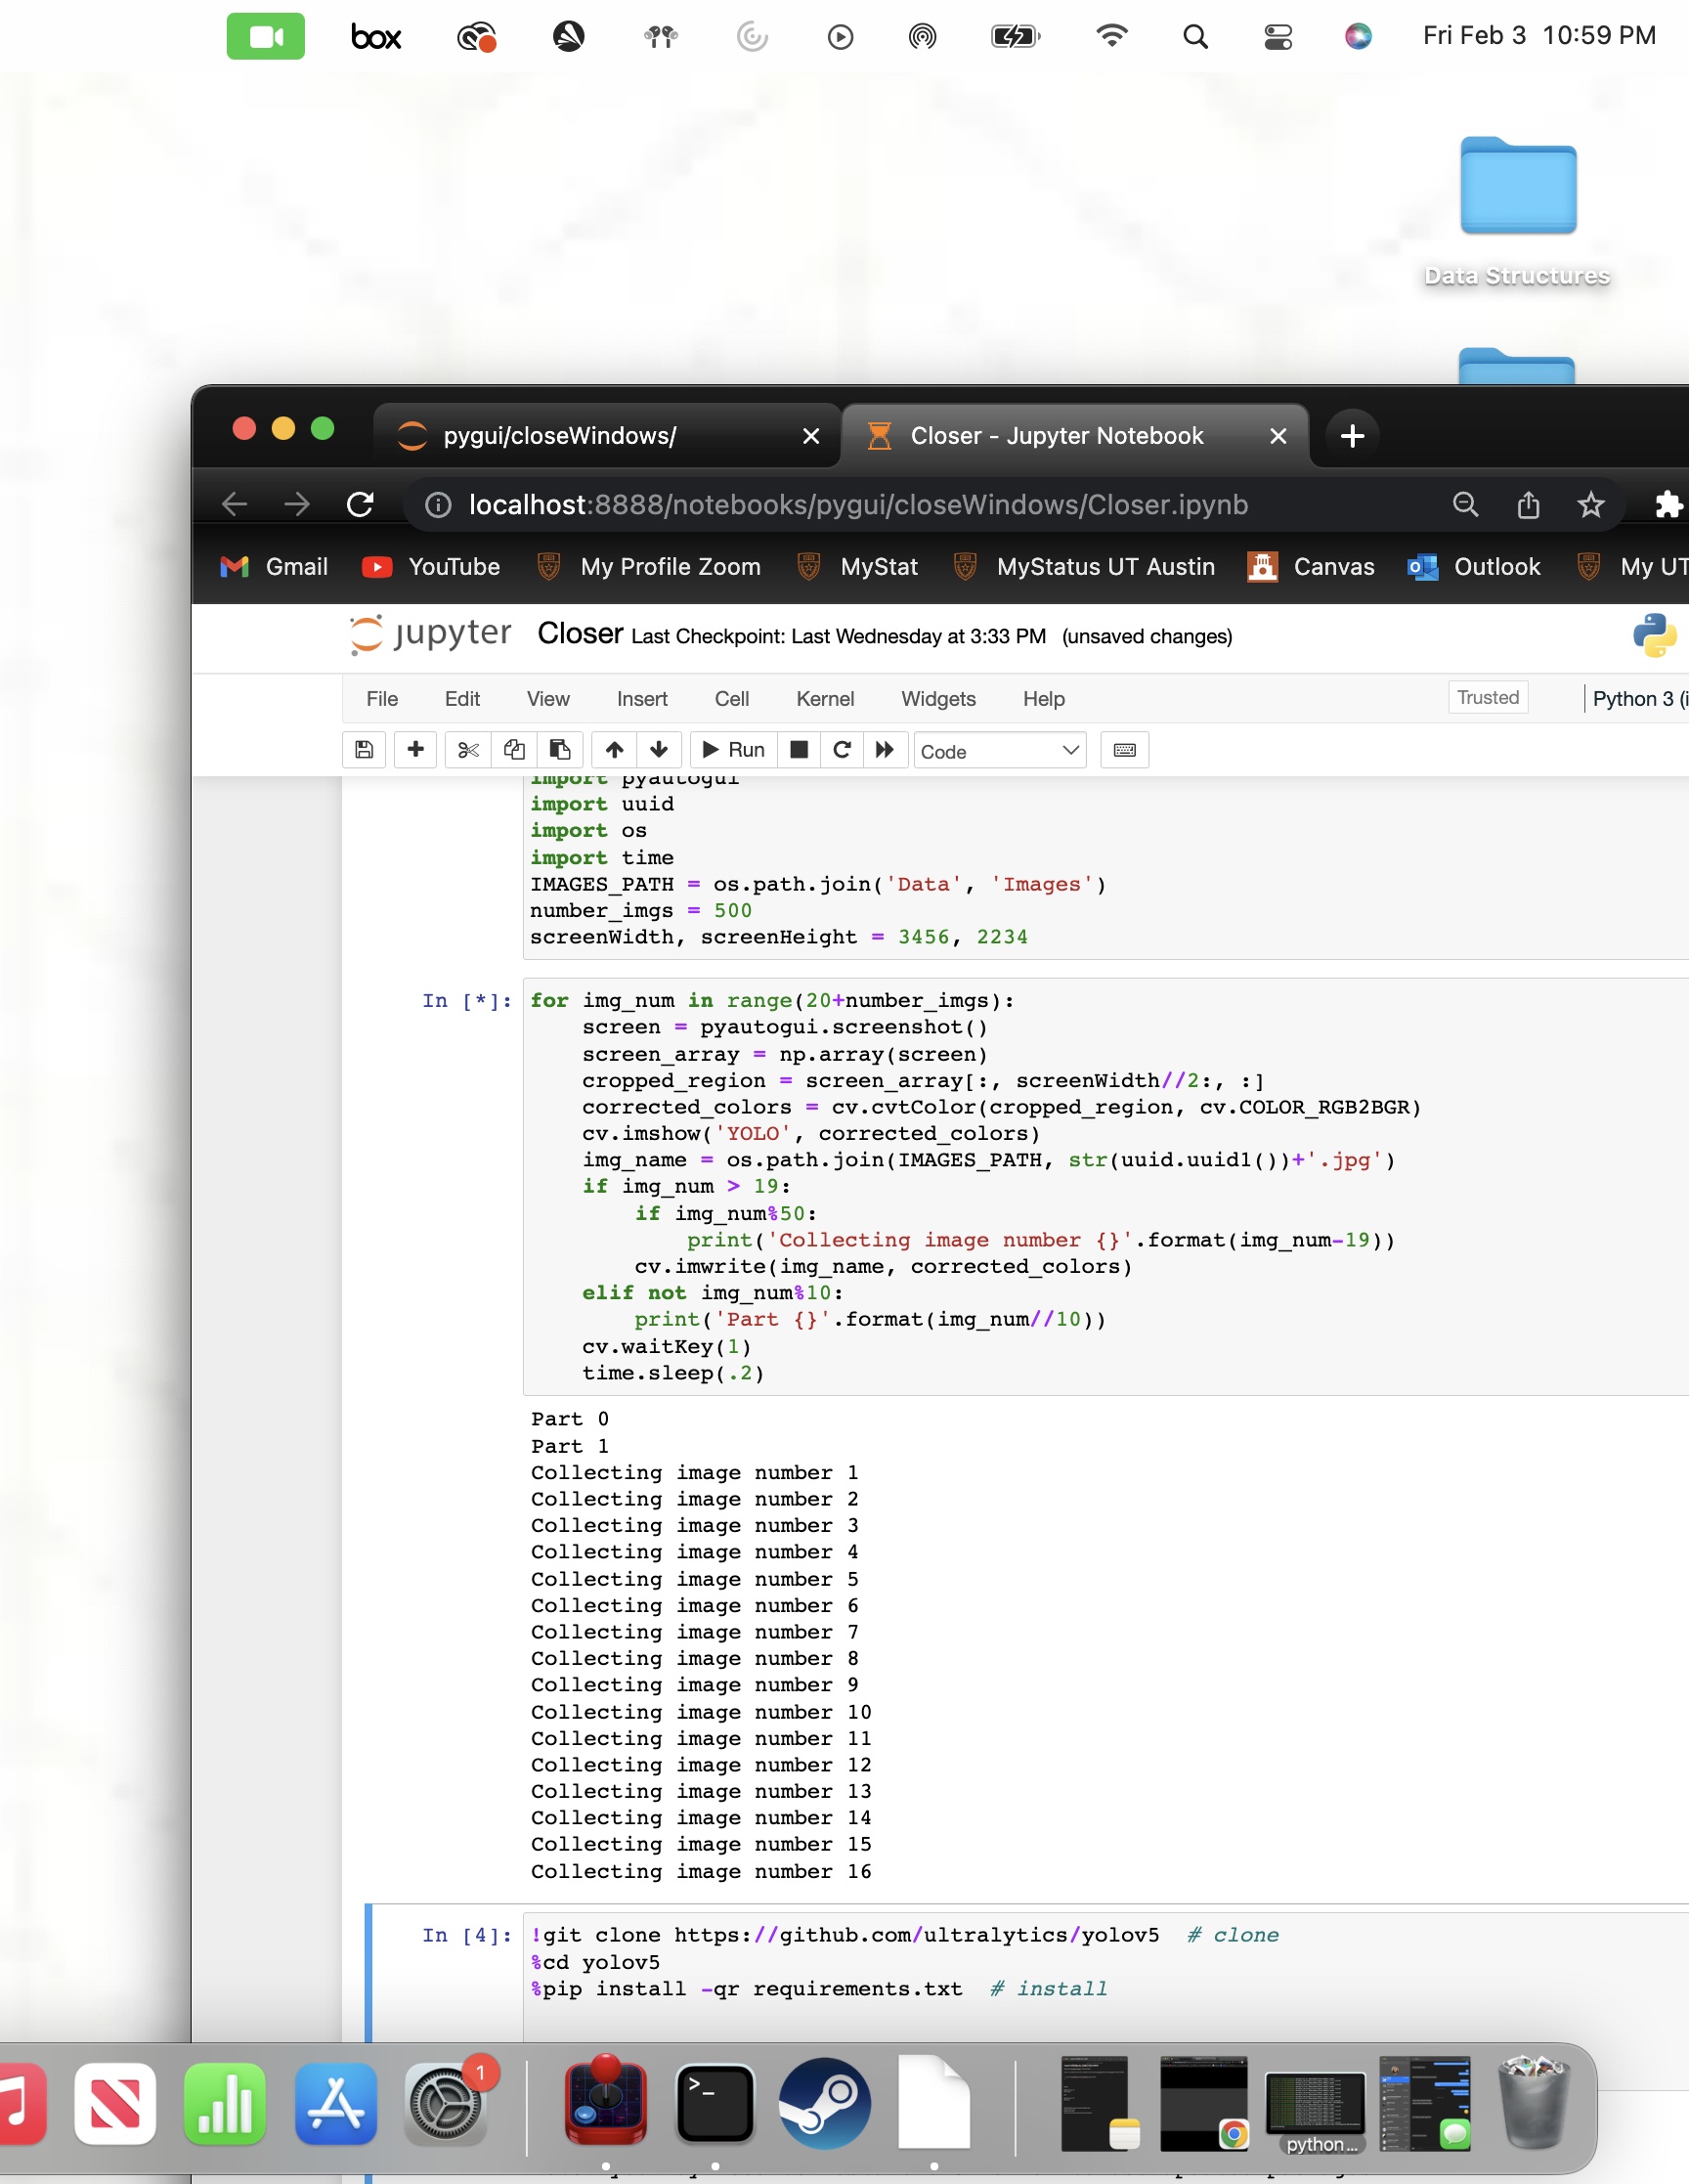 box
Fri Feb 3 10:59 PM
Data Structures
pygui/closeWindows/
Closer - Jupyter Notebook
localhost:8888/notebooks/pygui/closeWindows/Closer.ipynb
Gmail
YouTube
My Profile Zoom
MyStat
MyStatus UT Austin
Canvas
Outlook
My UT
jupyter Closer Last Checkpoint: Last Wednesday at 3:33 PM (unsaved changes)
File Edit View Insert Cell Kernel Widgets Help
Trusted
Python 3 (i
Run
Code
import pyautogui
import uuid
import os
import time
IMAGES_PATH = os.path.join('Data', 'Images')
number_imgs = 500
screenWidth, screenHeight = 3456, 2234
In [*]: for img_num in range(20+number_imgs):
    screen = pyautogui.screenshot()
    screen_array = np.array(screen)
    cropped_region = screen_array[:, screenWidth//2:, :]
    corrected_colors = cv.cvtColor(cropped_region, cv.COLOR_RGB2BGR)
    cv.imshow('YOLO', corrected_colors)
    img_name = os.path.join(IMAGES_PATH, str(uuid.uuid1())+'.jpg')
    if img_num > 19:
        if img_num%50:
            print('Collecting image number {}'.format(img_num-19))
        cv.imwrite(img_name, corrected_colors)
    elif not img_num%10:
        print('Part {}'.format(img_num//10))
    cv.waitKey(1)
    time.sleep(.2)
Part 0
Part 1
Collecting image number 1
Collecting image number 2
Collecting image number 3
Collecting image number 4
Collecting image number 5
Collecting image number 6
Collecting image number 7
Collecting image number 8
Collecting image number 9
Collecting image number 10
Collecting image number 11
Collecting image number 12
Collecting image number 13
Collecting image number 14
Collecting image number 15
Collecting image number 16
In [4]: !git clone https://github.com/ultralytics/yolov5  # clone
%cd yolov5
%pip install -qr requirements.txt  # install
1
python...